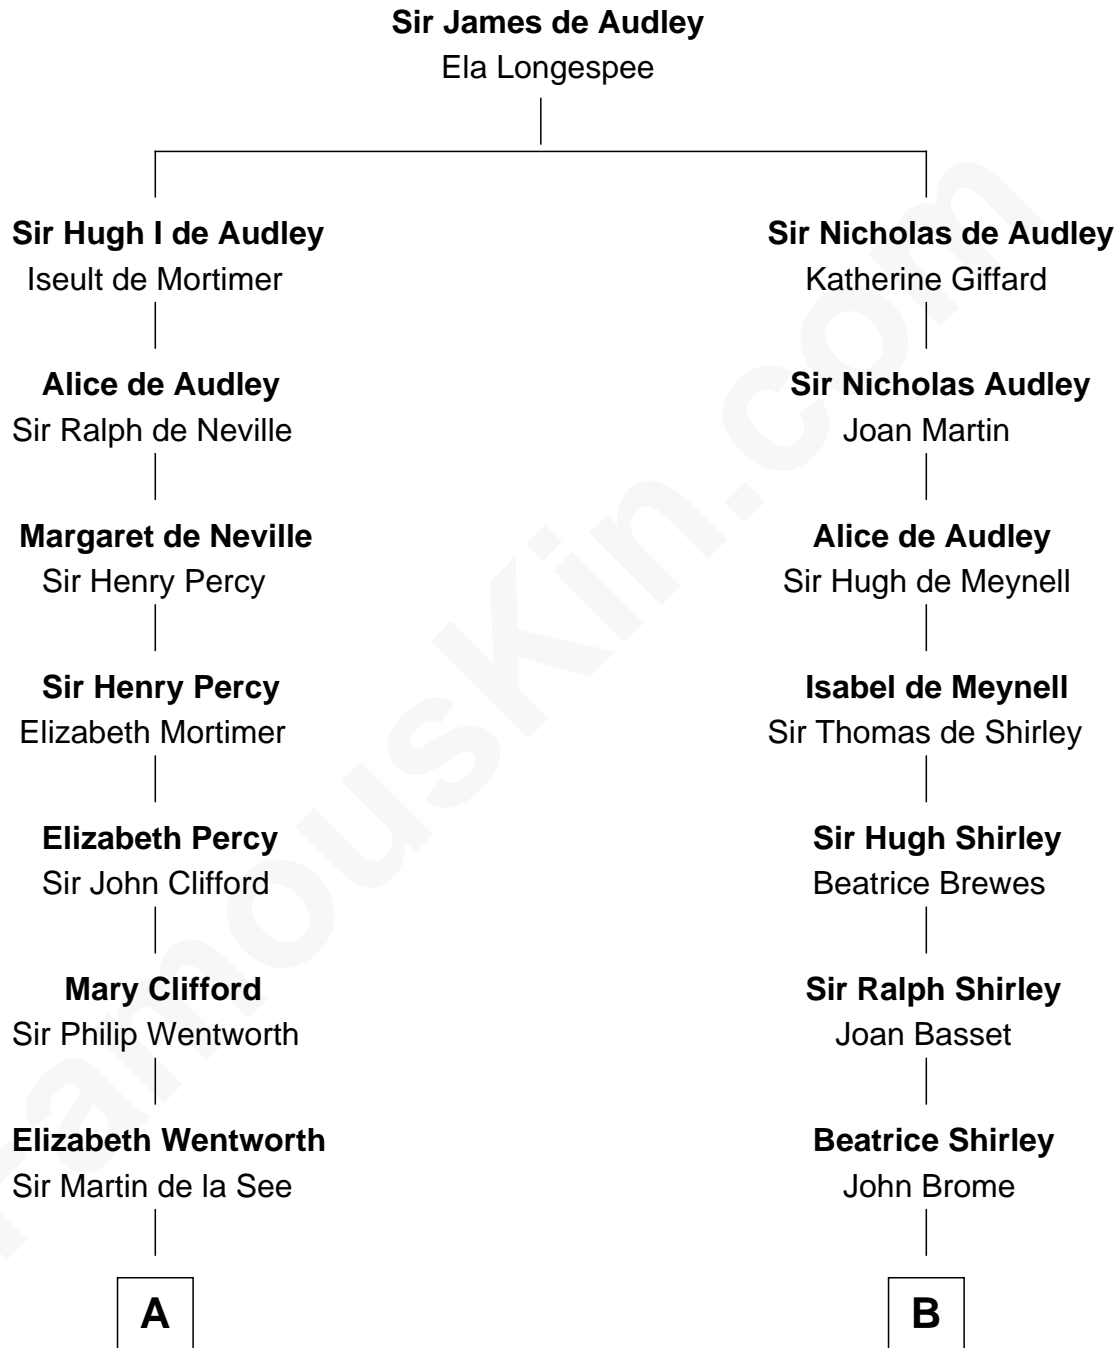 Sir James de Audley
Ela Longespee
Sir Hugh I de Audley
Iseult de Mortimer
Sir Nicholas de Audley
Katherine Giffard
Alice de Audley
Sir Ralph de Neville
Sir Nicholas Audley
Joan Martin
Margaret de Neville
Sir Henry Percy
Alice de Audley
Sir Hugh de Meynell
Sir Henry Percy
Elizabeth Mortimer
Isabel de Meynell
Sir Thomas de Shirley
Elizabeth Percy
Sir John Clifford
Sir Hugh Shirley
Beatrice Brewes
Mary Clifford
Sir Philip Wentworth
Sir Ralph Shirley
Joan Basset
Elizabeth Wentworth
Sir Martin de la See
Beatrice Shirley
John Brome
A
B
FamousKin.com